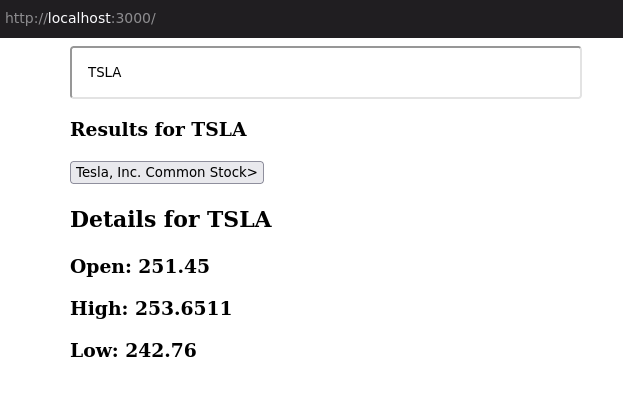 http://localhost:3000/
TSLA
Results for TSLA
Tesla, Inc. Common Stock>
Details for TSLA
Open: 251.45
High: 253.6511
Low: 242.76